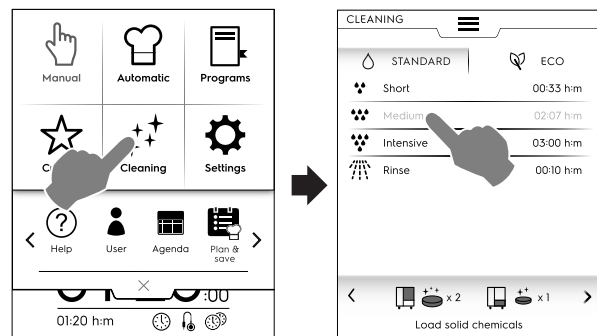 Manual Automatic Programs
Cleaning Settings
Help User Agenda Plan &
save
:00
01:20 h:m
CLEANING
STANDARD ECO
Short 00:33 h:m
Medium 02:07 h:m
Intensive 03:00 h:m
Rinse 00:10 h:m
x 2 x 1
Load solid chemicals